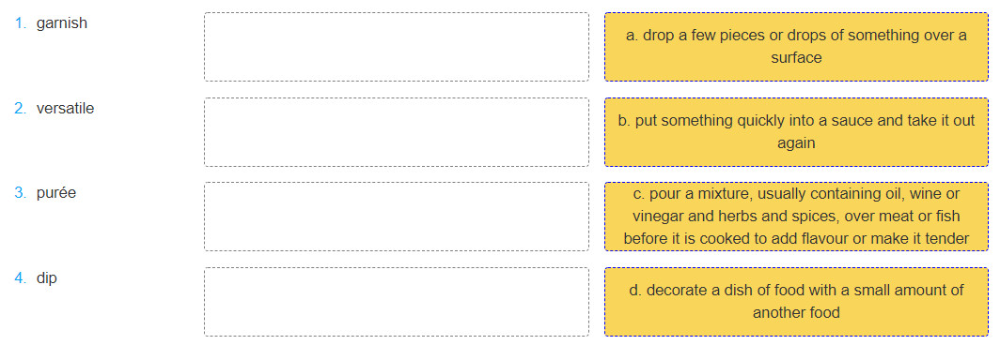 1. garnish
a. drop a few pieces or drops of something over a
surface
2. versatile
b. put something quickly into a sauce and take it out
again
3. purée
c. pour a mixture, usually containing oil, wine or
vinegar and herbs and spices, over meat or fish
before it is cooked to add flavour or make it tender
4. dip
d. decorate a dish of food with a small amount of
another food